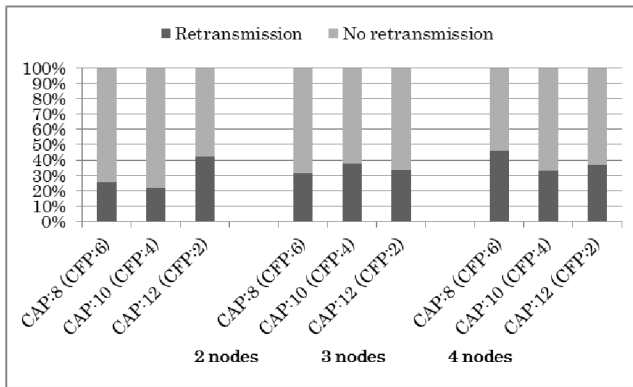 Retransmission No retransmission
100%
90%
80%
70%
60%
50%
40%
30%
20%
10%
0%
CAP:8 (CFP:6)
CAP:10 (CFP:4)
CAP:12 (CFP:2)
CAP:8 (CFP:6)
CAP:10 (CFP:4)
CAP:12 (CFP:2)
CAP:8 (CFP:6)
CAP:10 (CFP:4)
CAP:12 (CFP:2)
2 nodes 3 nodes 4 nodes